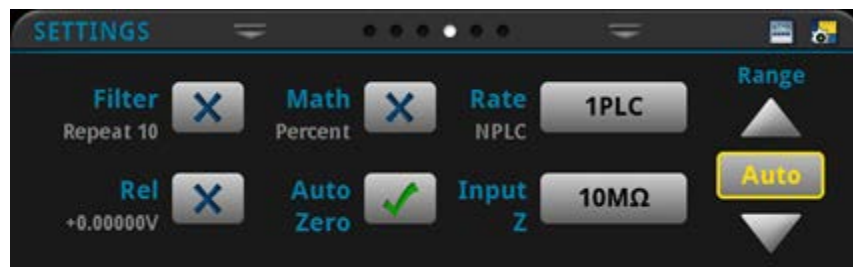 SETTINGS
Range
Filter
Repeat 10
Math
Percent
Rate
NPLC
1PLC
Auto
Rel
+0.00000V
Auto
Zero
Input
Z
10MΩ